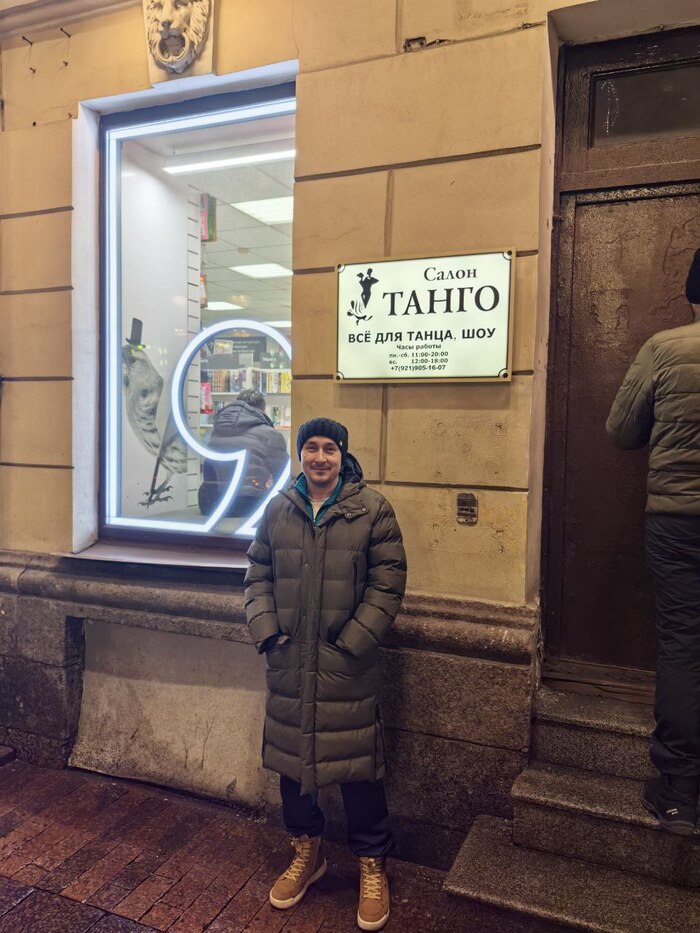 Салон
ТАНГО
ВСЁ ДЛЯ ТАНЦА, ШОУ
Часы работы
пн.-сб. 11:00-20:00
вс. 12:00-18:00
+7(921)905-16-07